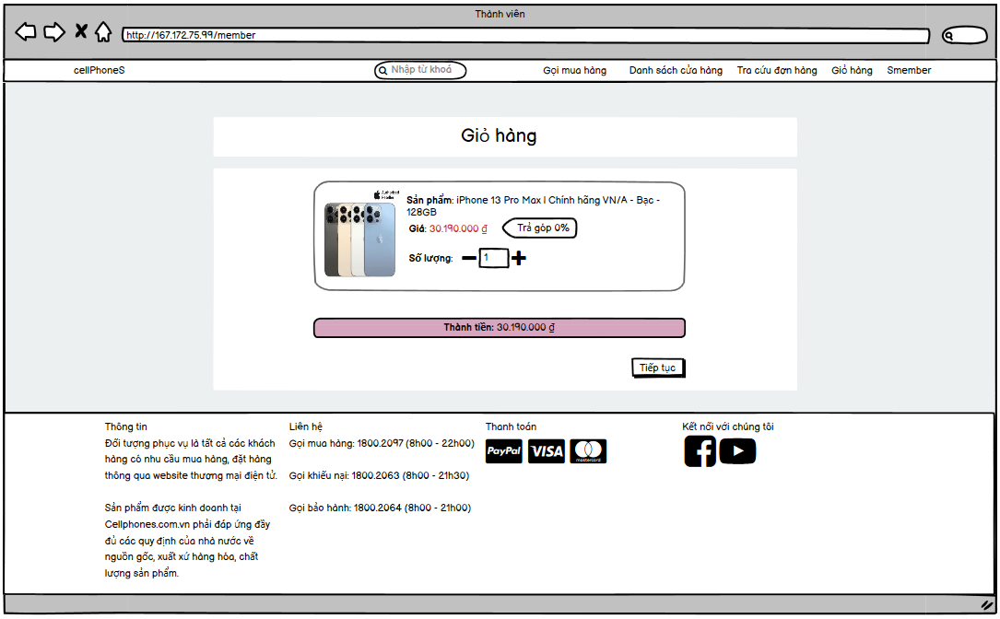 Thành viên
http://167.172.75.99/member
cellPhoneS
Nhập từ khoá
Gọi mua hàng
Danh sách cửa hàng
Tra cứu đơn hàng
Giỏ hàng
Smember
Giỏ hàng
Authorised
Reseller
Sản phẩm: iPhone 13 Pro Max I Chính hãng VN/A - Bạc -
128GB
Giá: 30.190.000 ₫
Trả góp 0%
Số lượng:
1
Thành tiền: 30.190.000 ₫
Tiếp tục
Thông tin
Đối tượng phục vụ là tất cả các khách
hàng có nhu cầu mua hàng, đặt hàng
thông qua website thương mại điện tử.
Sản phẩm được kinh doanh tại
Cellphones.com.vn phải đáp ứng đầy
đủ các quy định của nhà nước về
nguồn gốc, xuất xứ hàng hóa, chất
lượng sản phẩm.
Liên hệ
Gọi mua hàng: 1800.2097 (8h00 - 22h00)
Gọi khiếu nại: 1800.2063 (8h00 - 21h30)
Gọi bảo hành: 1800.2064 (8h00 - 21h00)
Thanh toán
PayPal
VISA
mastercard
Kết nối với chúng tôi